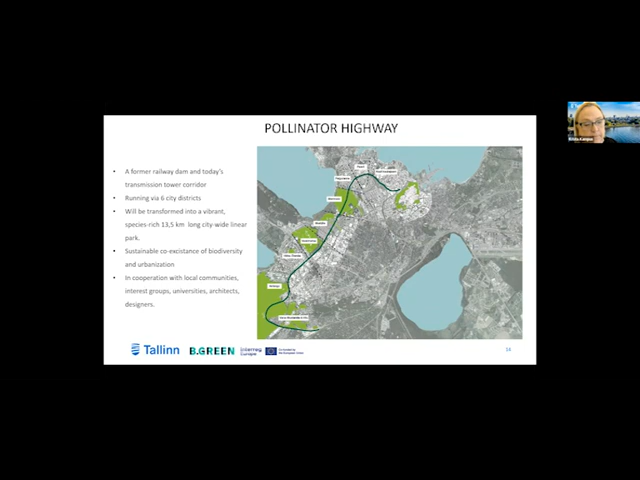 POLLINATOR HIGHWAY
• A former railway dam and today's
transmission tower corridor
• Running via 6 city districts
• Will be transformed into a vibrant,
species-rich 13,5 km long city-wide linear
park.
• Sustainable co-existance of biodiversity
and urbanization
• In cooperation with local communities,
interest groups, universities, architects,
designers.
Tallinn
B.GREEN
Interreg
Europe
14